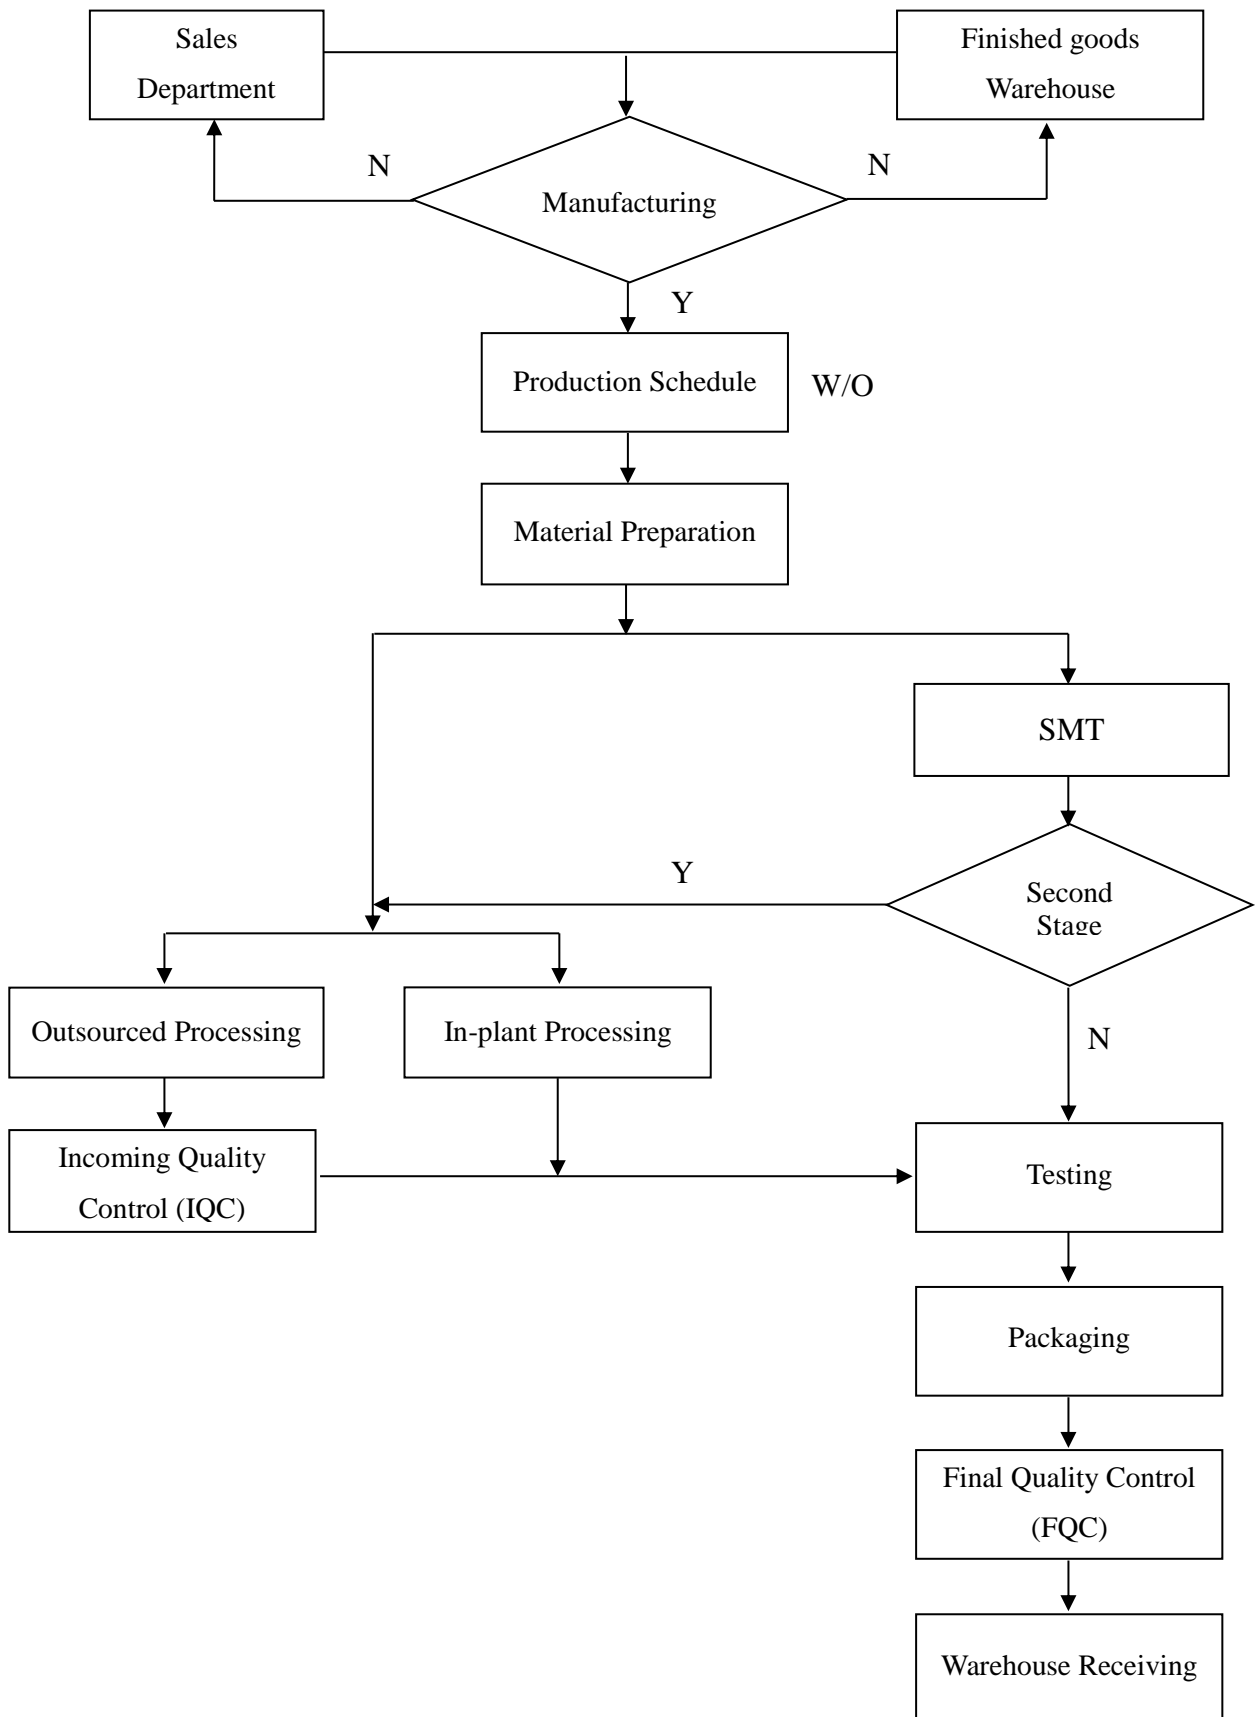 Sales
Department
Finished goods
Warehouse
N
N
Manufacturing
Y
Production Schedule
W/O
Material Preparation
SMT
Y
Second
Stage
Outsourced Processing
In-plant Processing
N
Incoming Quality
Control (IQC)
Testing
Packaging
Final Quality Control
(FQC)
Warehouse Receiving